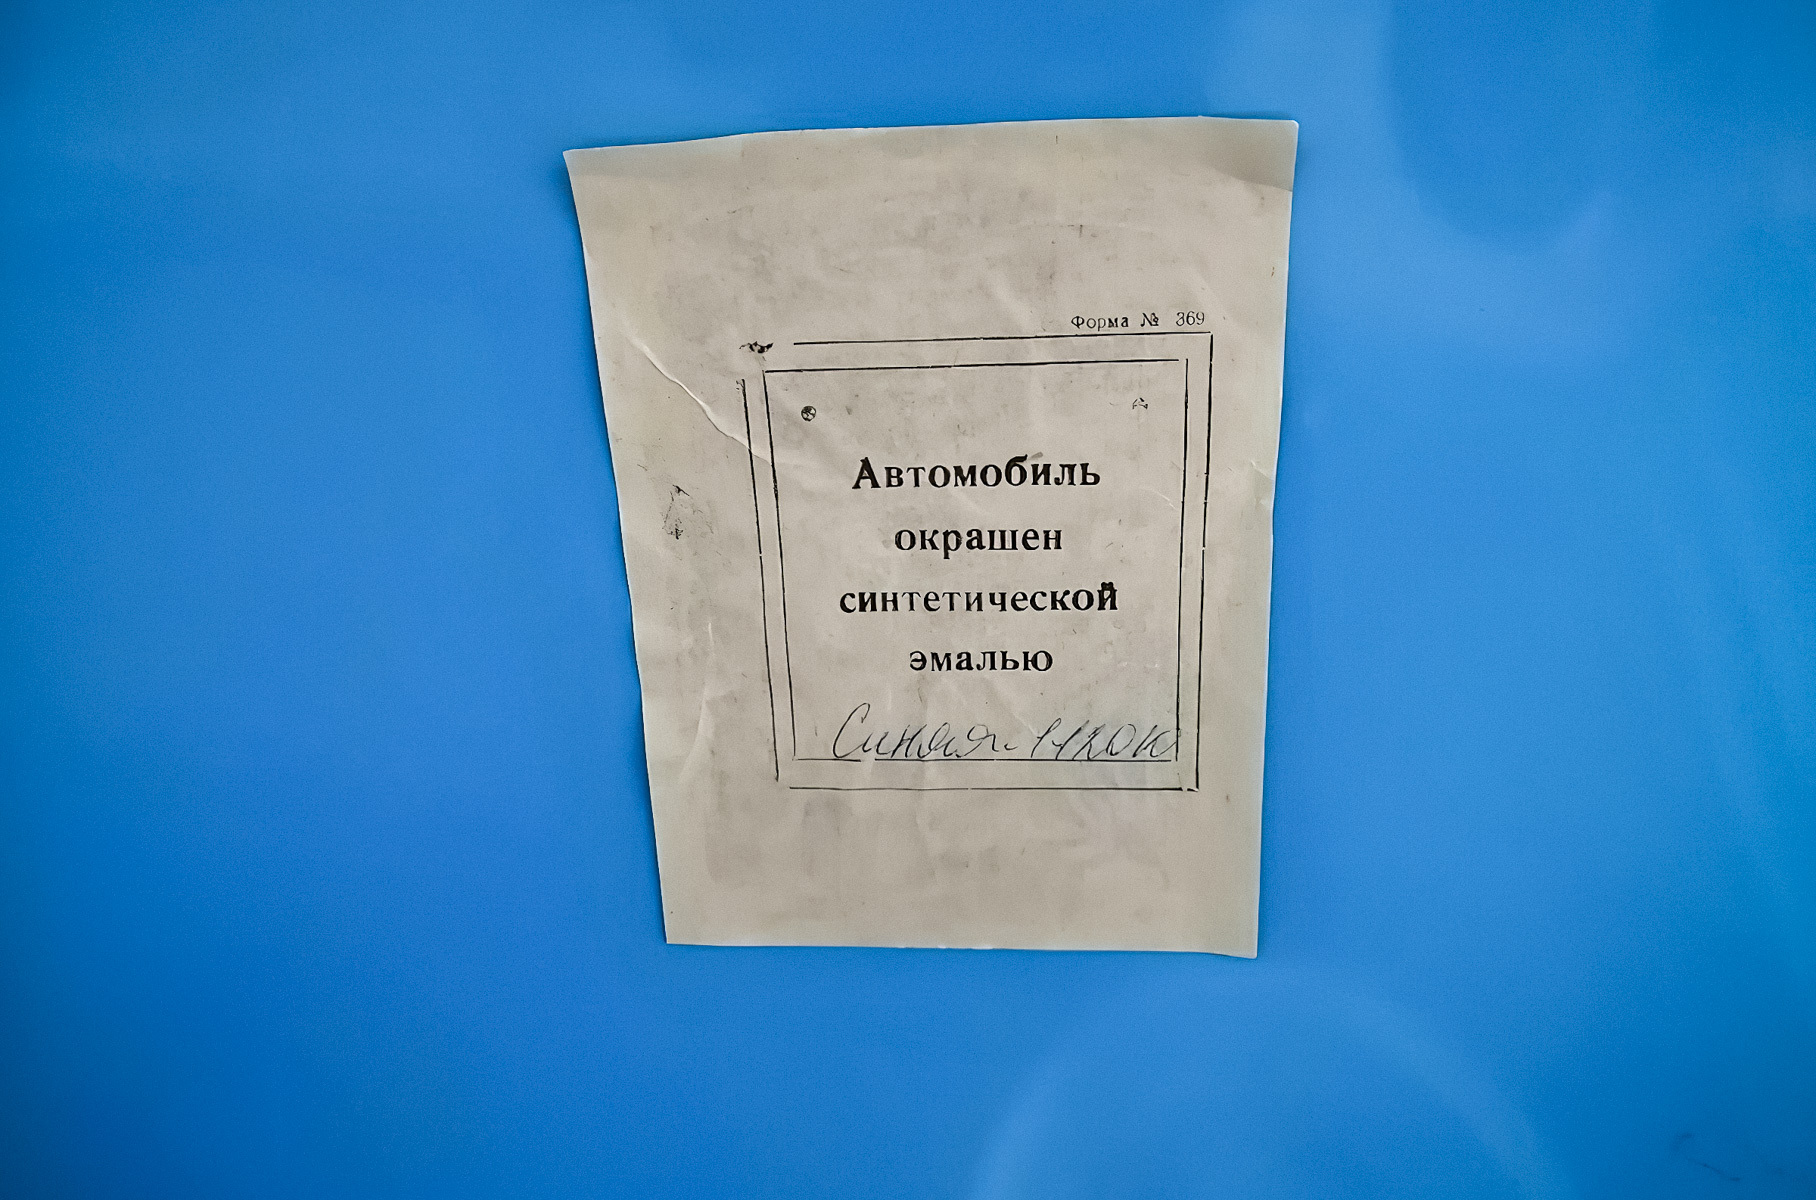 Форма № 369
Автомобиль
окрашен
синтетической
эмалью
Синяя-